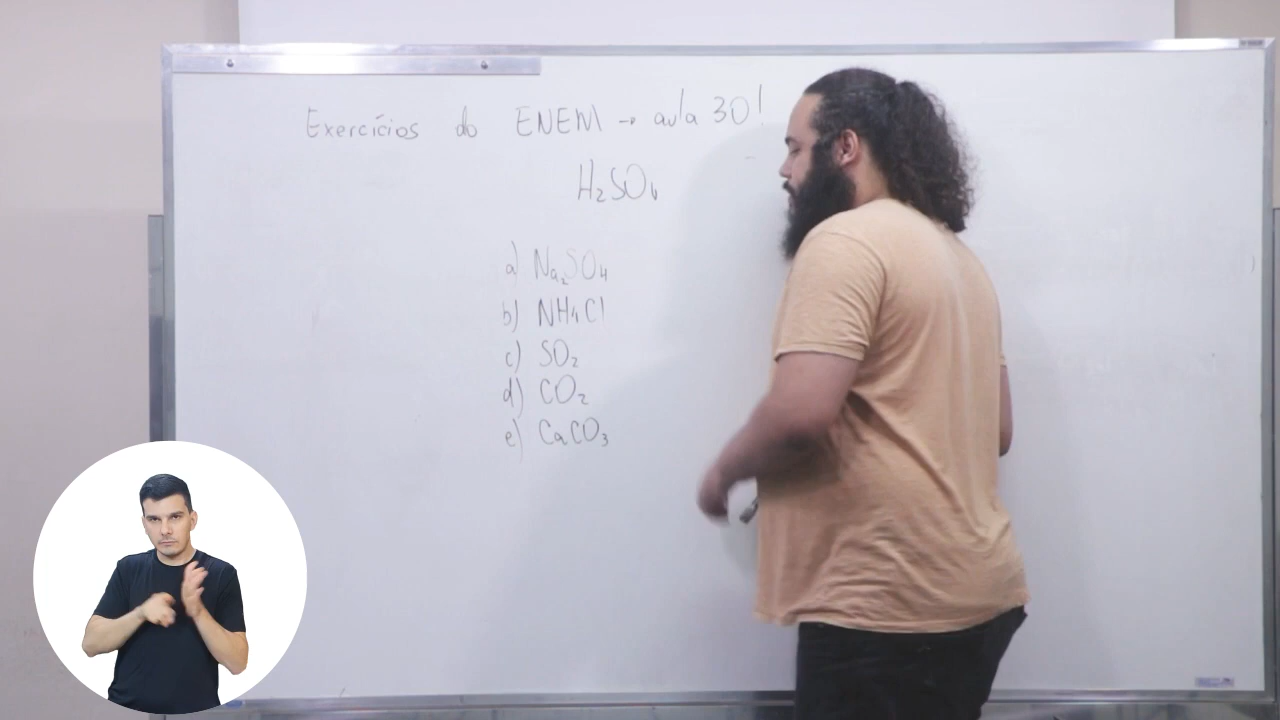 Exercícios do ENEM → aula 30!
H₂SO₄
a) Na₂SO₄
b) NH₄Cl
c) SO₂
d) CO₂
e) CaCO₃